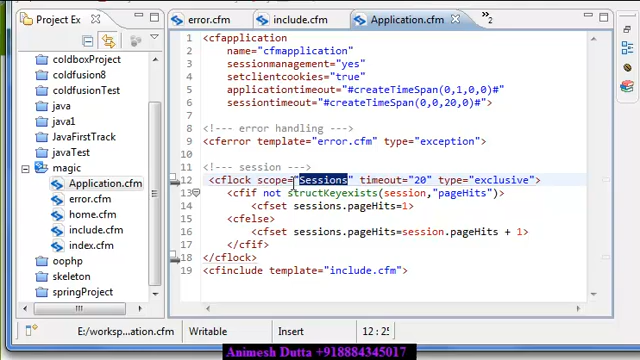 Project Ex
error.cfm
include.cfm
Application.cfm
2
coldboxProject
coldfusion8
coldfusionTest
java
java1
JavaFirstTrack
javaTest
magic
Application.cfm
error.cfm
home.cfm
include.cfm
index.cfm
oophp
skeleton
springProject
1 <cfapplication
2 name="cfmapplication"
3 sessionmanagement="yes"
4 setclientcookies="true"
5 applicationtimeout="#createTimeSpan(0,1,0,0)#"
6 sessiontimeout="#createTimeSpan(0,0,20,0)#">
7
8 <!--- error handling --->
9 <cferror template="error.cfm" type="exception">
10
11 <!--- session --->
12 <cflock scope="Sessions" timeout="20" type="exclusive">
13 <cfif not structKeyexists(session,"pageHits")>
14 <cfset sessions.pageHits=1>
15 <cfelse>
16 <cfset sessions.pageHits=session.pageHits + 1>
17 </cfif>
18 </cflock>
19 <cfinclude template="include.cfm">
E:/worksp...ation.cfm
Writable
Insert
12 : 25
Animesh Dutta +918884345017